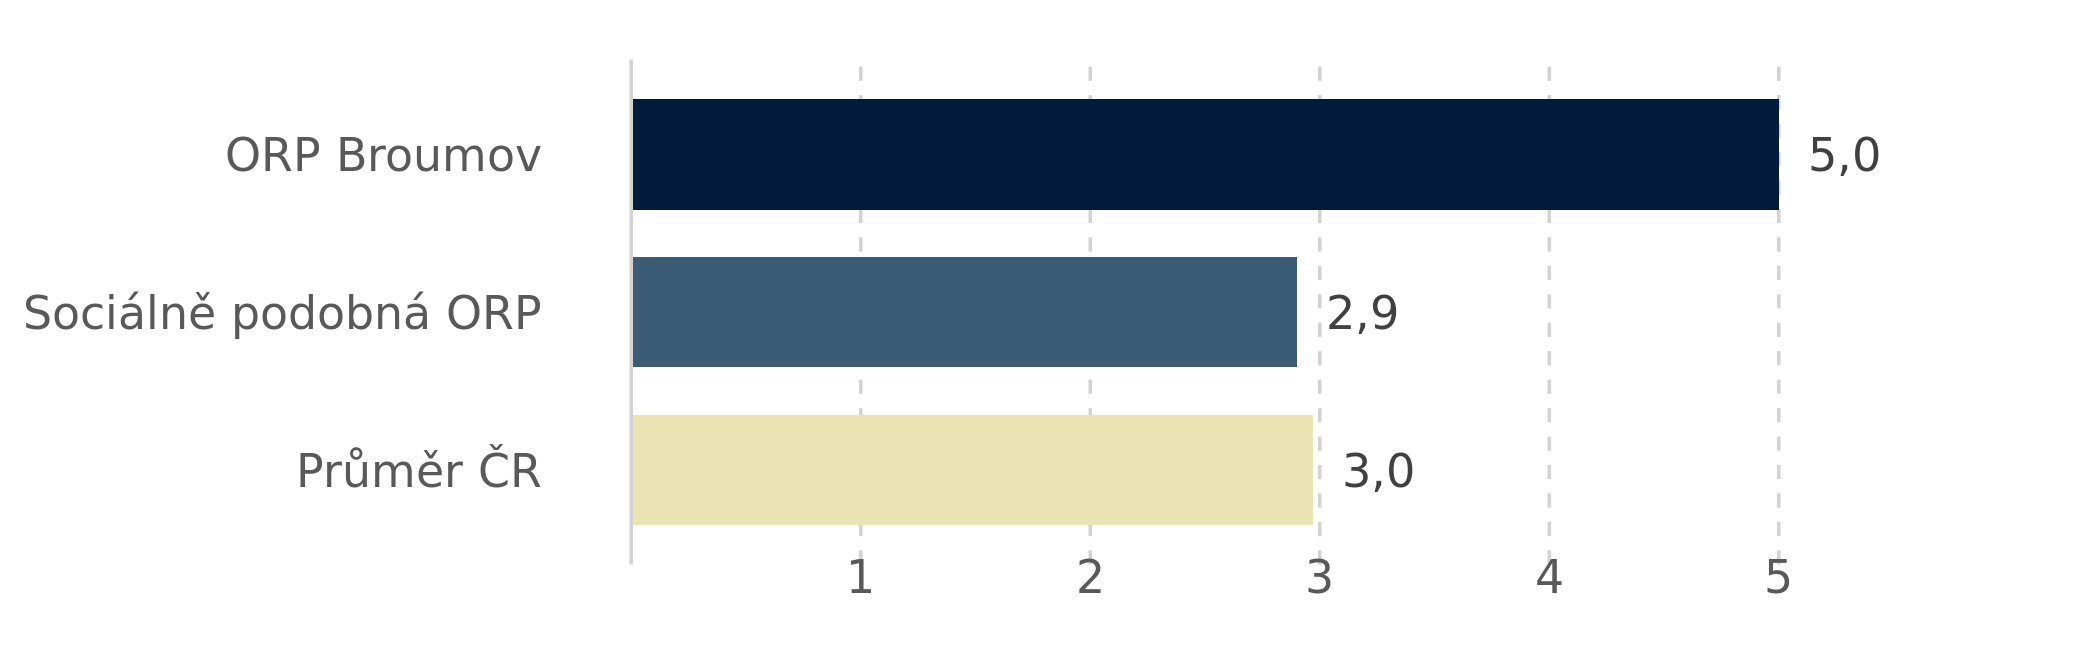 ORP Broumov 5,0
Sociálně podobná ORP 2,9
Průměr ČR 3,0
1 2 3 4 5